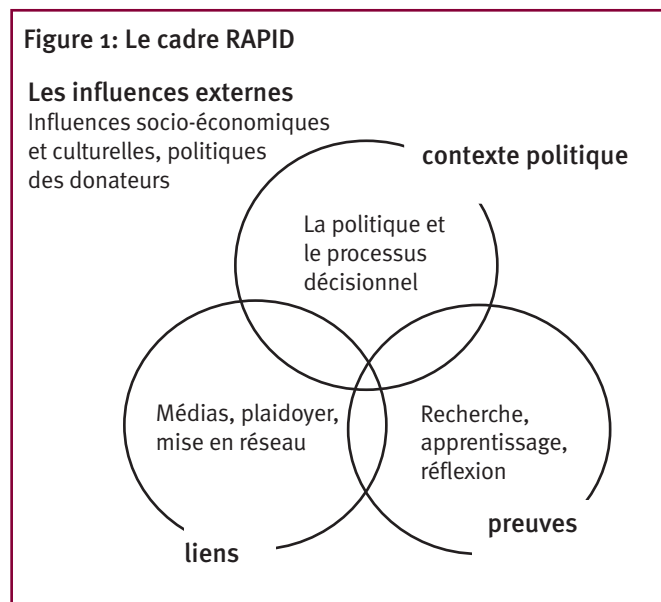 Figure 1: Le cadre RAPID
Les influences externes
Influences socio-économiques
et culturelles, politiques
des donateurs
contexte politique
La politique et
le processus
décisionnel
Médias, plaidoyer,
mise en réseau
Recherche,
apprentissage,
réflexion
preuves
liens